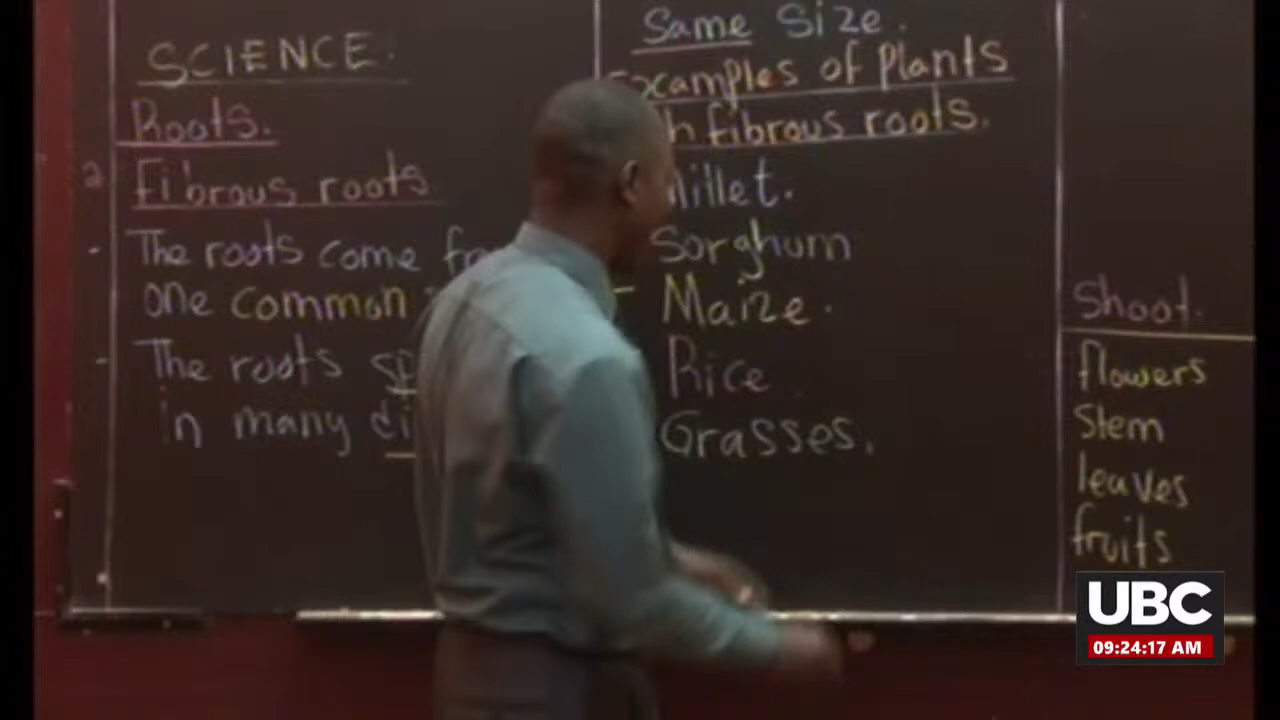 SCIENCE.
Roots.
2 Fibrous roots.
- The roots come
one common
- The roots
in many
Same size.
Examples of plants
fibrous roots.
Millet.
Sorghum
- Maize.
Rice
Grasses.
Shoot.
flowers
Stem
leaves
fruits
UBC
09:24:17 AM